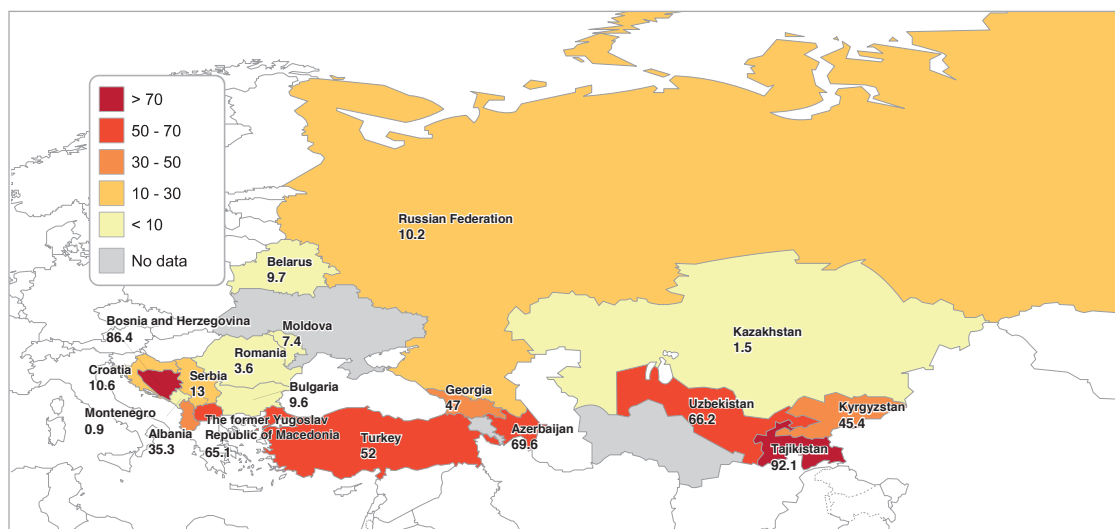 > 70
50 - 70
30 - 50
10 - 30
< 10
No data
Russian Federation
10.2
Belarus
9.7
Bosnia and Herzegovina
86.4
Moldova
7.4
Kazakhstan
1.5
Romania
3.6
Croatia
10.6
Serbia
13
Bulgaria
9.6
Georgia
47
Uzbekistan
66.2
Kyrgyzstan
45.4
Montenegro
0.9
The former Yugoslav
Republic of Macedonia
65.1
Albania
35.3
Turkey
52
Azerbaijan
69.6
Tajikistan
92.1